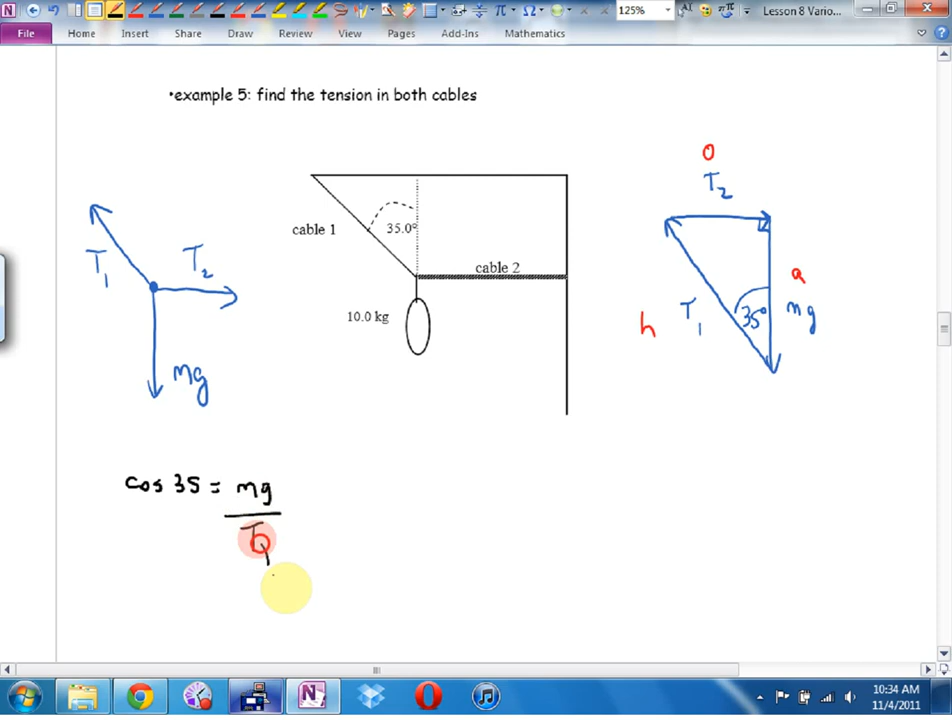 125%
Lesson 8 Vario...
File Home Insert Share Draw Review View Pages Add-Ins Mathematics
•example 5: find the tension in both cables
o
T2
cable 1
35.0°
T1
T2
cable 2
a
10.0 kg
h
T1
35°
mg
mg
cos 35 = mg
T1
10:34 AM
11/4/2011